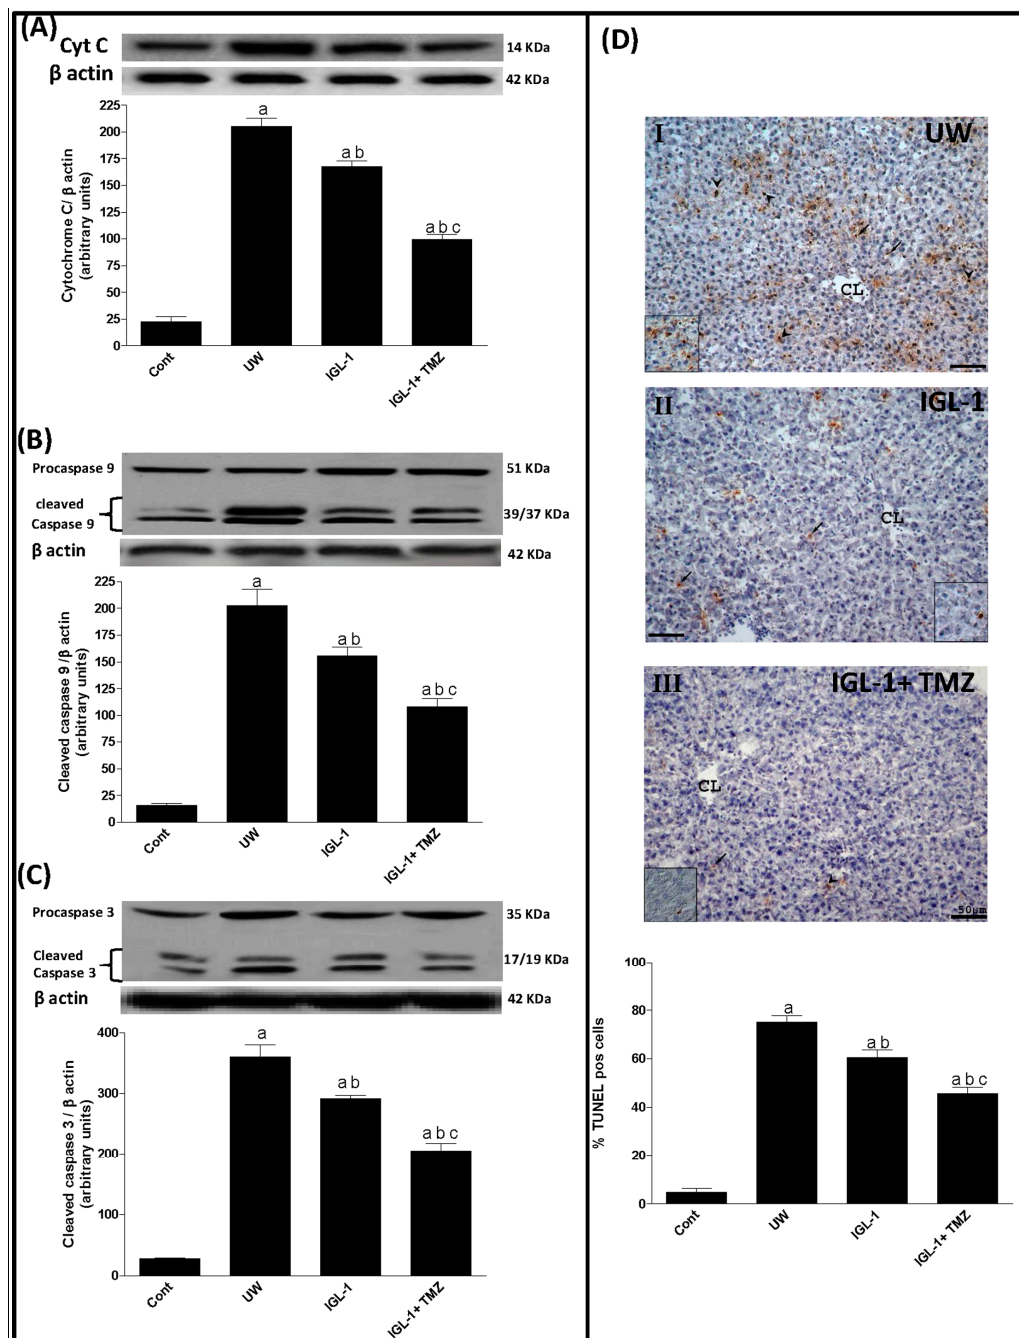 (A)
Cyt C
14 KDa
β actin
42 KDa
Cytochrome C/ β actin
(arbitrary units)
225
200
175
150
125
100
75
50
25
0
a
a b
a b c
Cont
UW
IGL-1
IGL-1+ TMZ
(B)
Procaspase 9
51 KDa
cleaved
Caspase 9
39/37 KDa
β actin
42 KDa
Cleaved caspase 9 /β actin
(arbitrary units)
225
200
150
100
75
50
25
0
a
a b
a b c
Cont
UW
IGL-1
IGL-1+ TMZ
(C)
Procaspase 3
35 KDa
Cleaved
Caspase 3
17/19 KDa
β actin
42 KDa
Cleaved caspase 3 / β actin
(arbitrary units)
400
300
200
100
0
a
a b
a b c
Cont
UW
IGL-1
IGL-1+ TMZ
(D)
I
UW
CL
II
IGL-1
CL
III
IGL-1+ TMZ
CL
50µm
% TUNEL pos cells
100
80
60
40
20
0
a
a b
a b c
Cont
UW
IGL-1
IGL-1+ TMZ